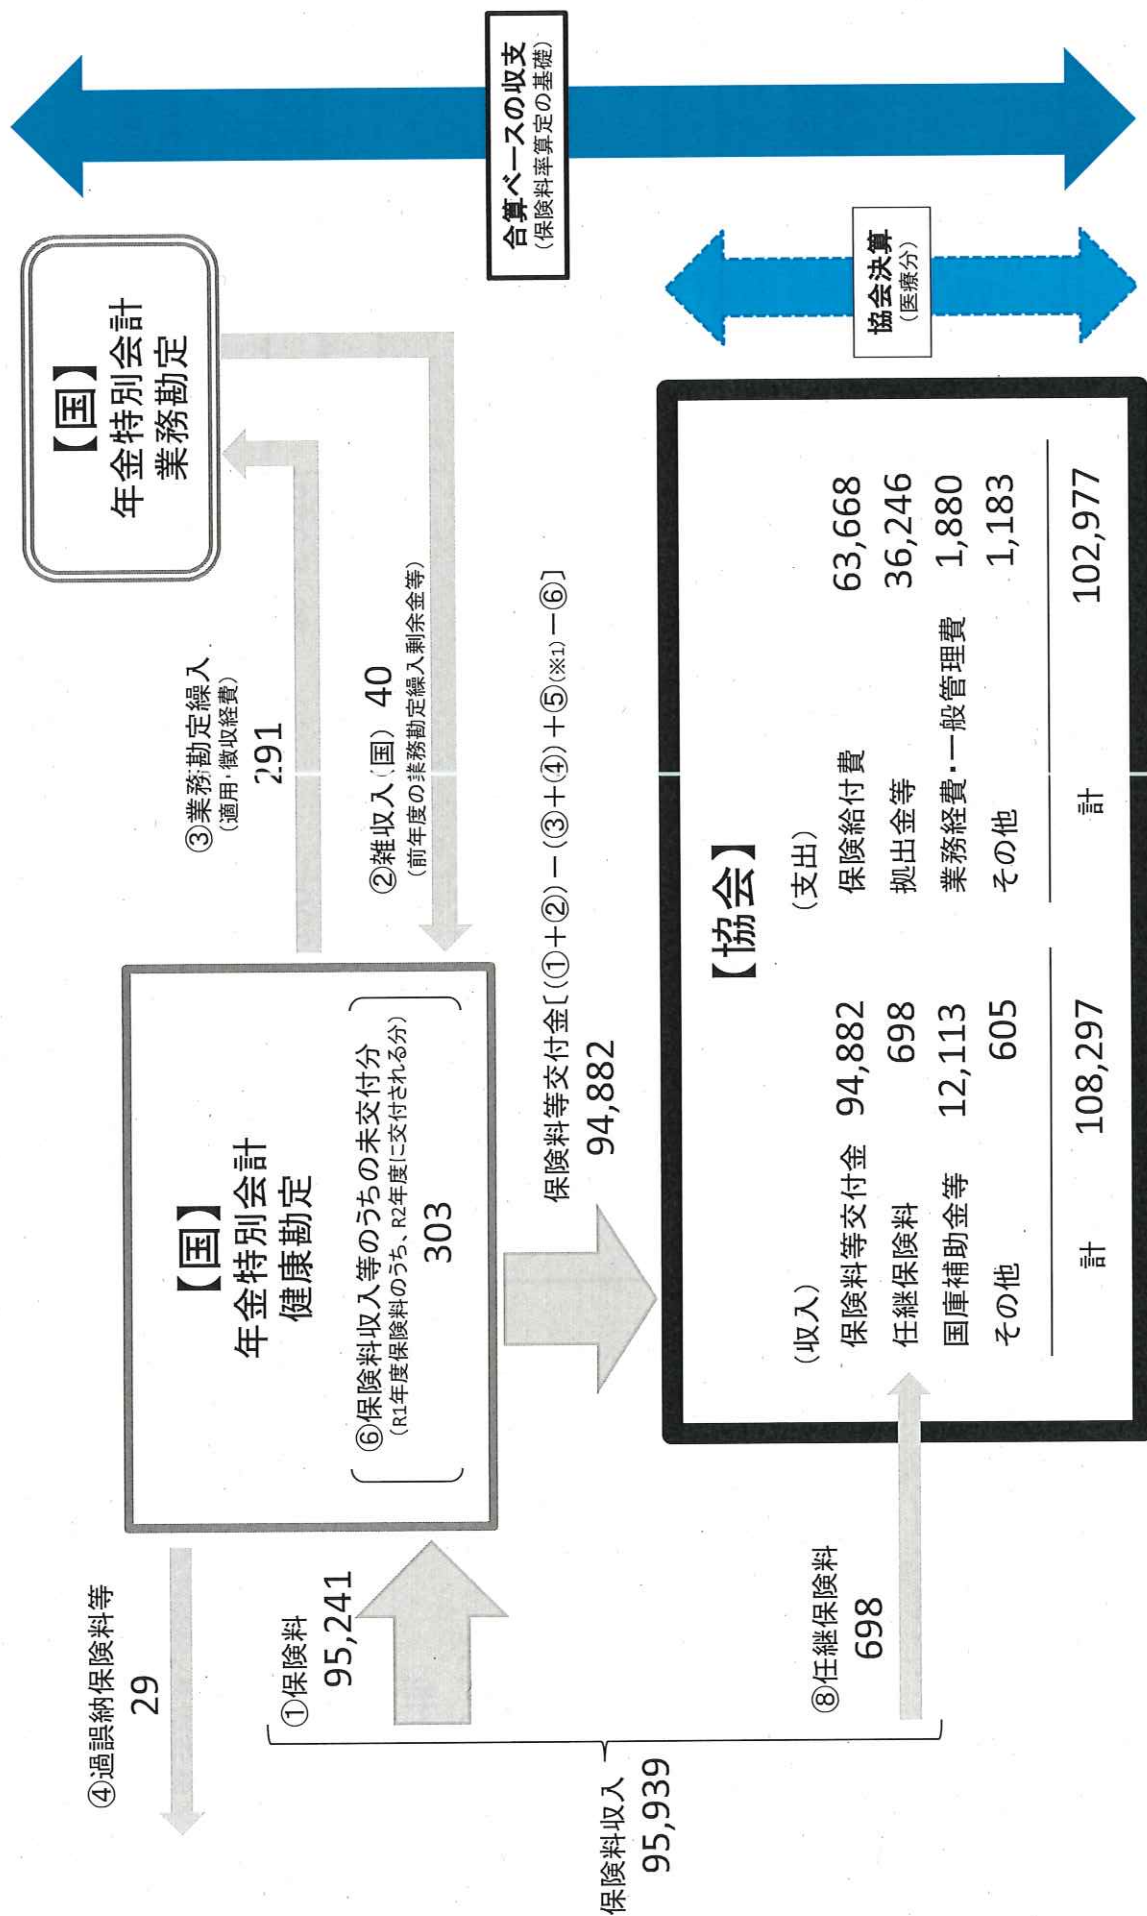 ④過誤納保険料等
29
【国】
年金特別会計
健康勘定
⑥保険料収入等のうちの未交付分
(R1年度保険料のうち、R2年度に交付される分)
303
③業務勘定繰入
(適用・徴収経費)
291
【国】
年金特別会計
業務勘定
②雑収入(国) 40
(前年度の業務勘定繰入剰余金等)
①保険料
95,241
保険料収入
95,939
保険料等交付金[(①+②)-(③+④)+⑤(※1)-⑥]
94,882
⑧任継保険料
698
【協会】
(収入)
保険料等交付金 94,882
任継保険料 698
国庫補助金等 12,113
その他 605
計 108,297
(支出)
保険給付費 63,668
拠出金等 36,246
業務経費・一般管理費 1,880
その他 1,183
計 102,977
合算ベースの収支
(保険料率算定の基礎)
協会決算
(医療分)